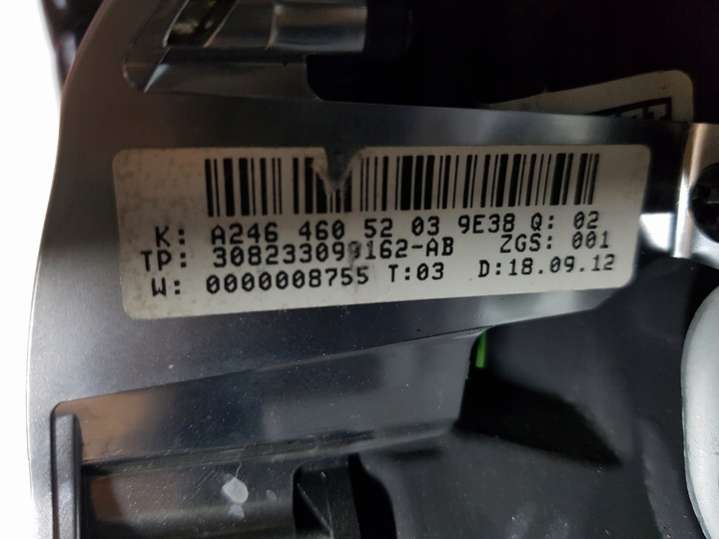 K: A246 460 52 03 9E38 Q: 02
TP: 308233099162-AB ZGS: 001
W: 0000008755 T:03 D:18.09.12